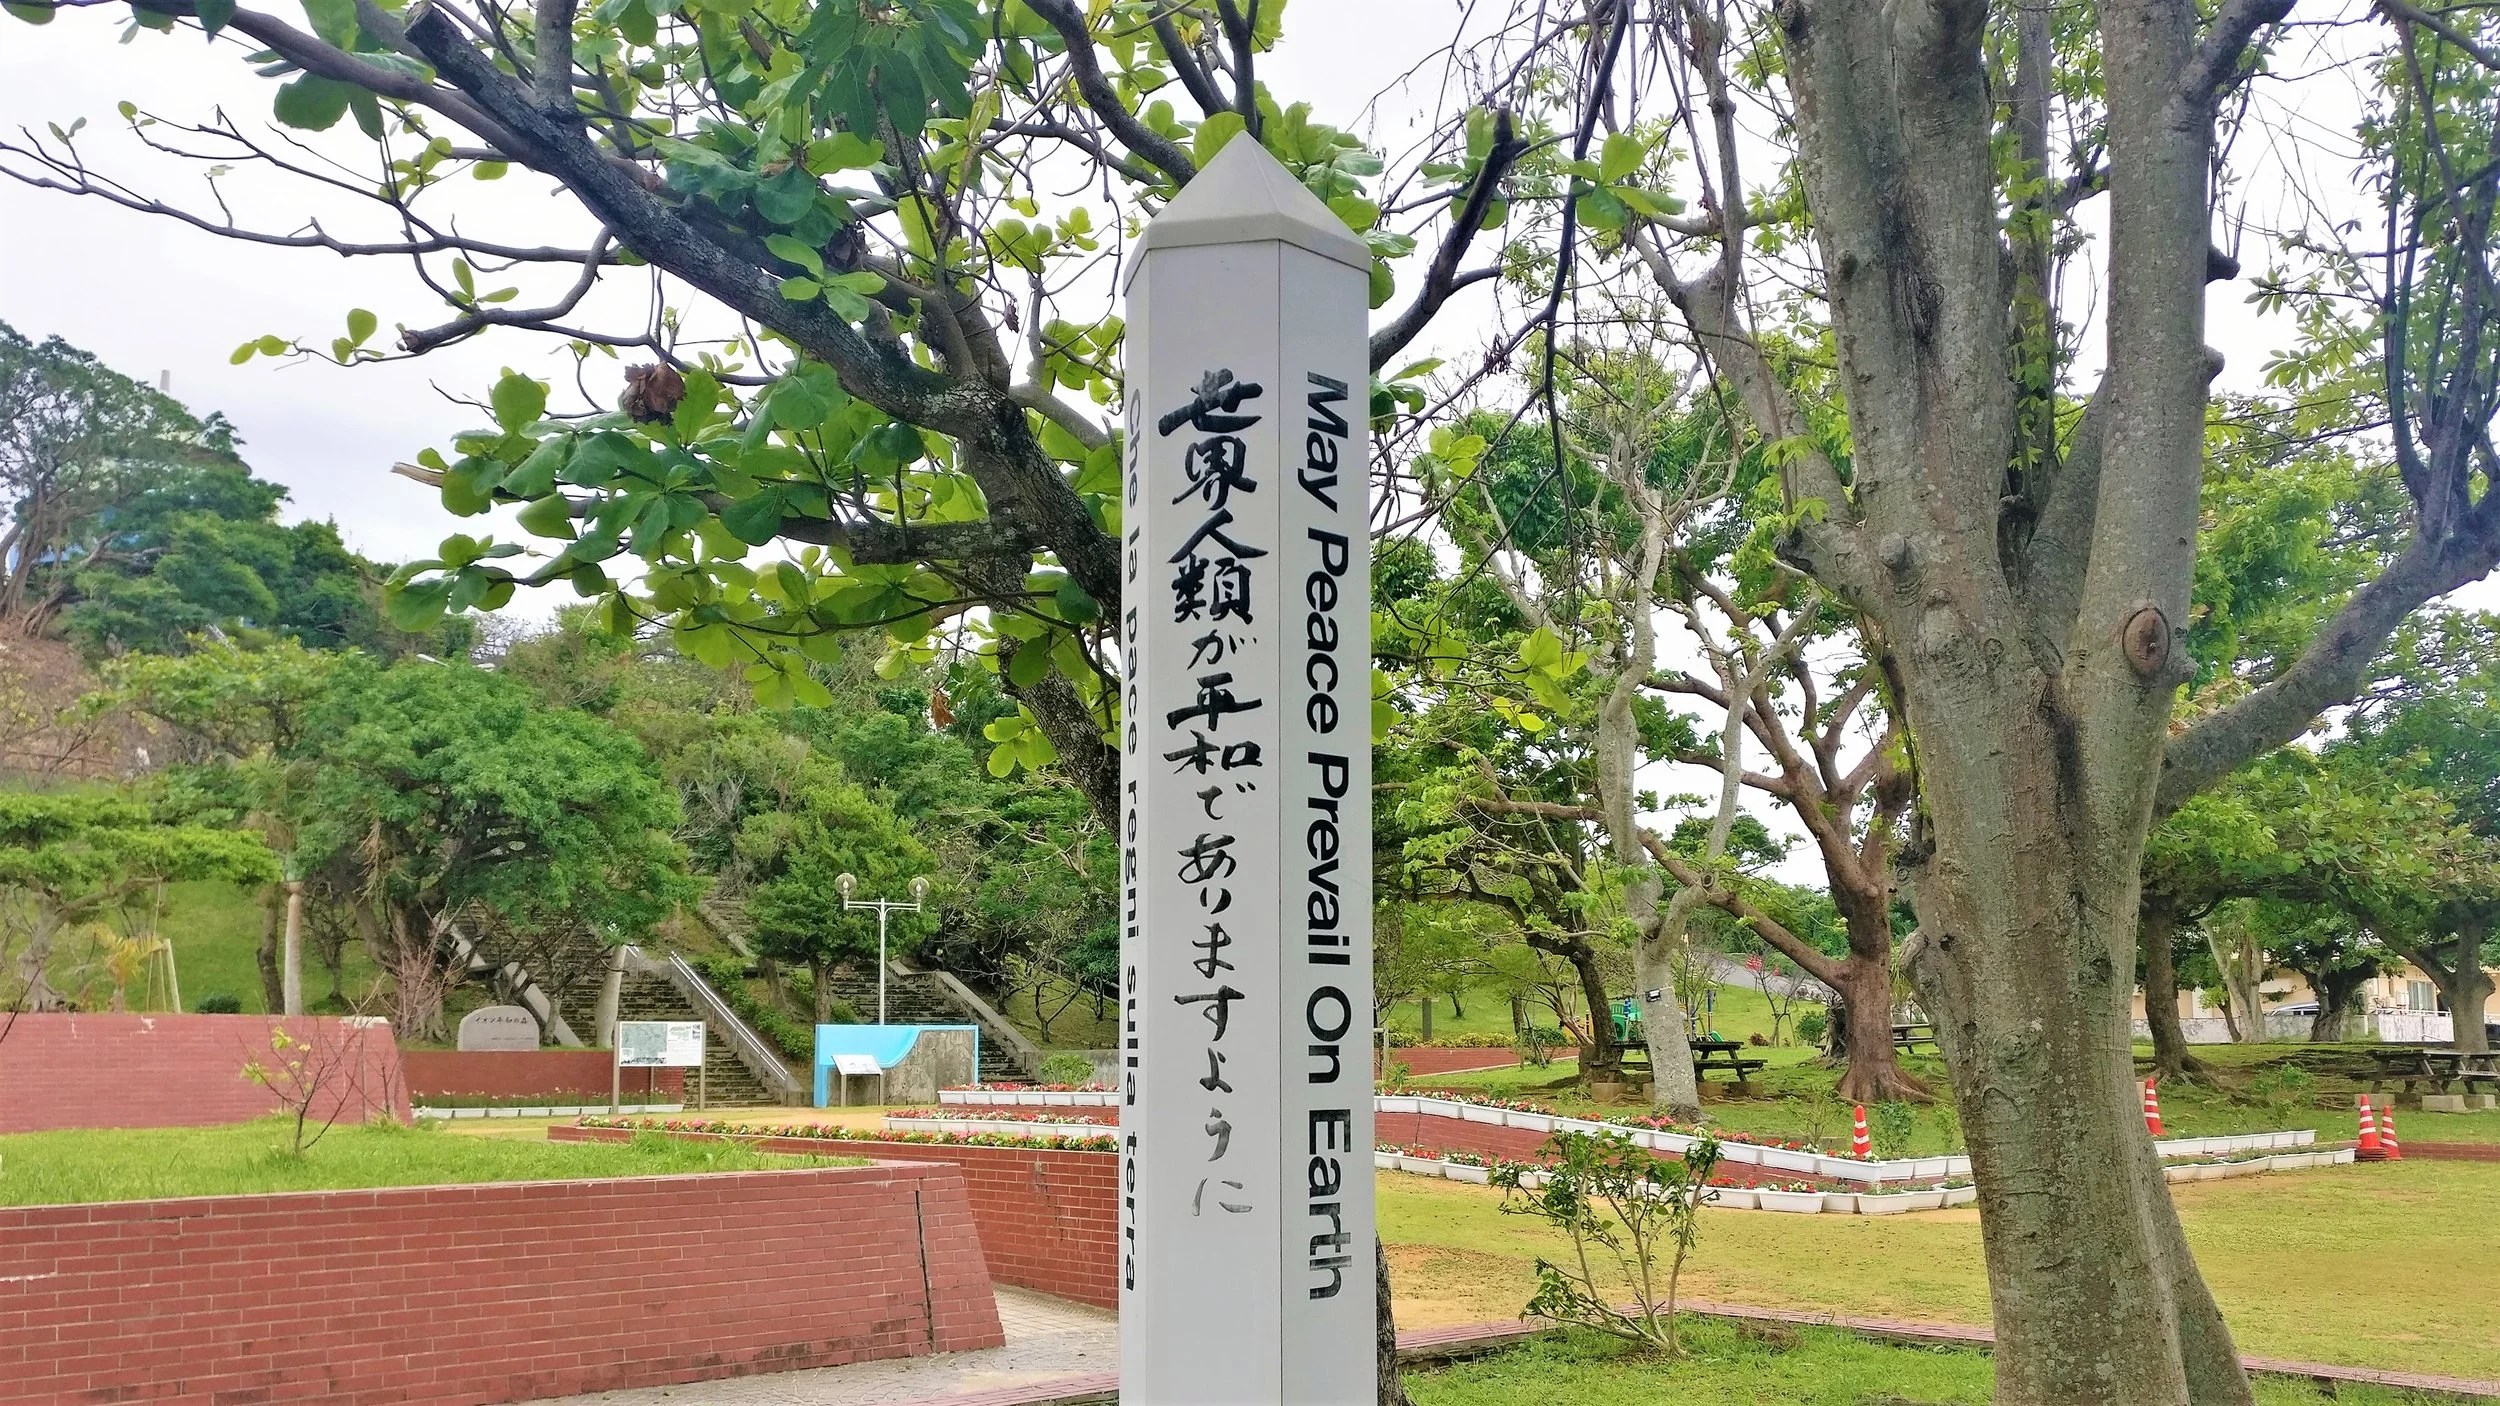 Che la pace regni sulla terra
世界人類が平和でありますように
May Peace Prevail On Earth